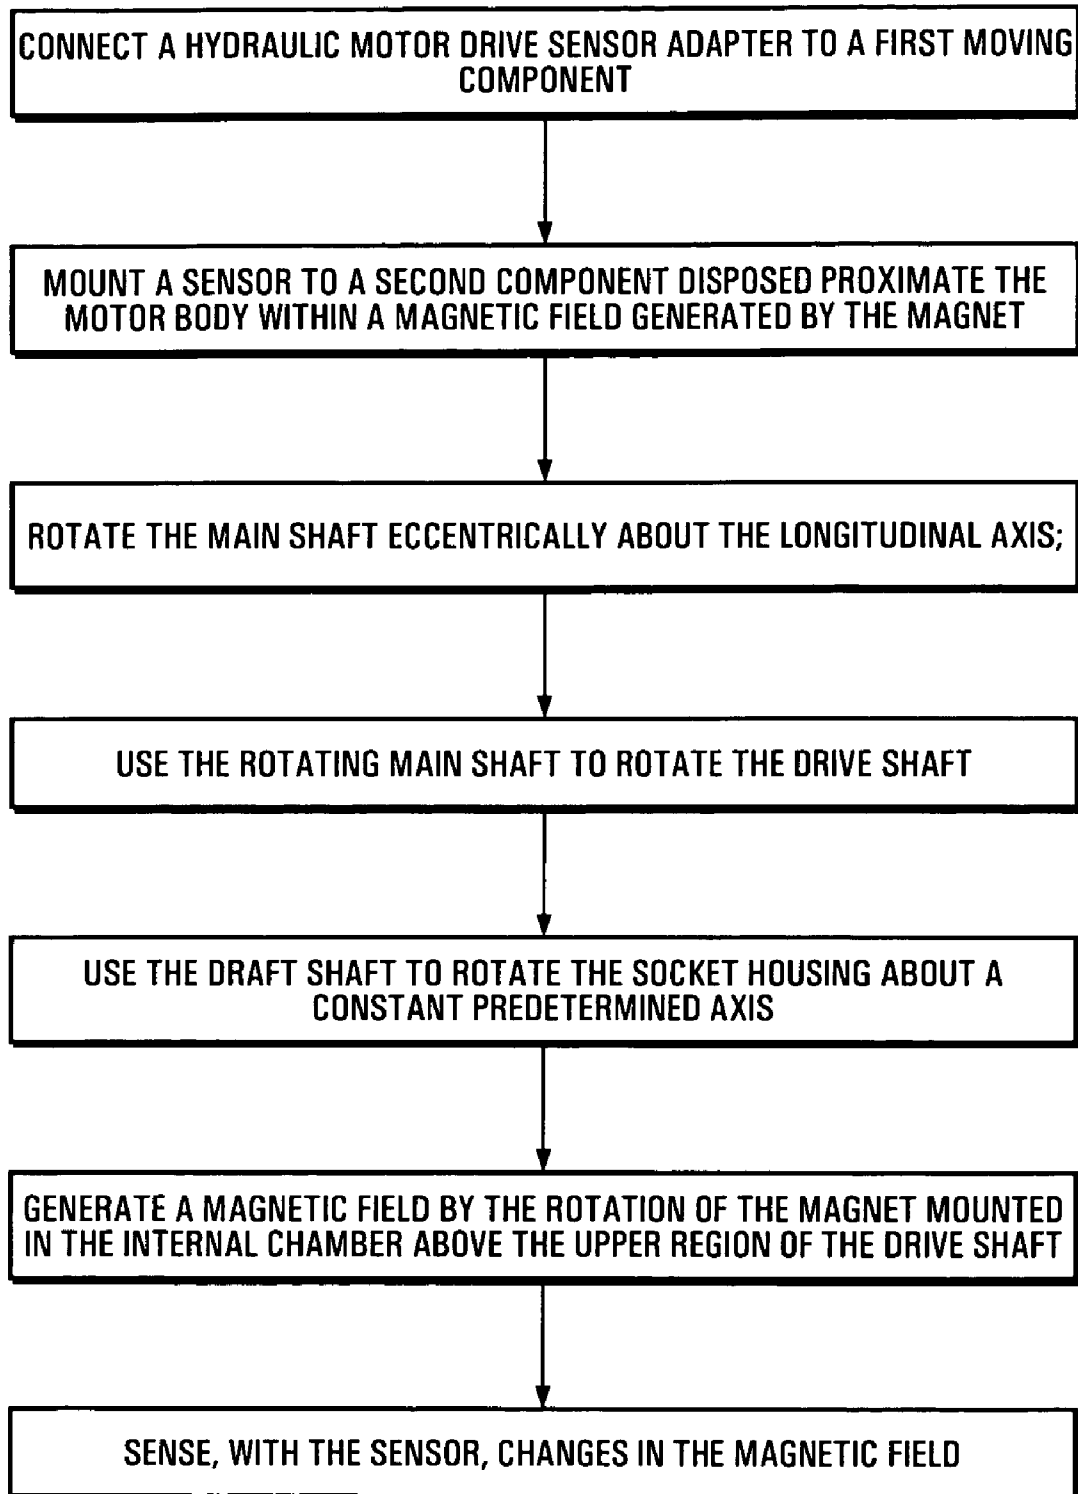 CONNECT A HYDRAULIC MOTOR DRIVE SENSOR ADAPTER TO A FIRST MOVING
COMPONENT
MOUNT A SENSOR TO A SECOND COMPONENT DISPOSED PROXIMATE THE
MOTOR BODY WITHIN A MAGNETIC FIELD GENERATED BY THE MAGNET
ROTATE THE MAIN SHAFT ECCENTRICALLY ABOUT THE LONGITUDINAL AXIS;
USE THE ROTATING MAIN SHAFT TO ROTATE THE DRIVE SHAFT
USE THE DRAFT SHAFT TO ROTATE THE SOCKET HOUSING ABOUT A
CONSTANT PREDETERMINED AXIS
GENERATE A MAGNETIC FIELD BY THE ROTATION OF THE MAGNET MOUNTED
IN THE INTERNAL CHAMBER ABOVE THE UPPER REGION OF THE DRIVE SHAFT
SENSE, WITH THE SENSOR, CHANGES IN THE MAGNETIC FIELD